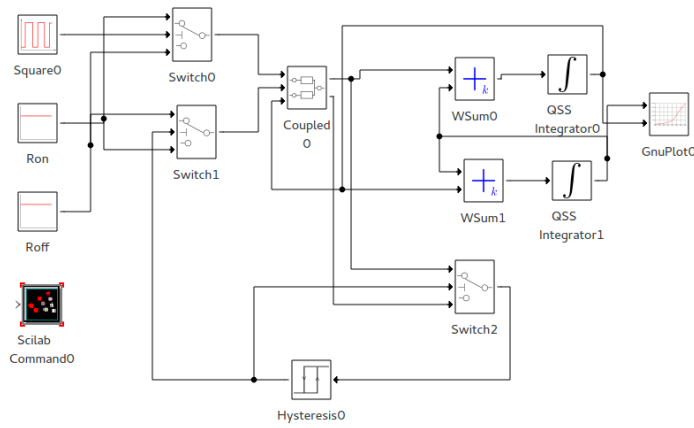 Square0
Switch0
Ron
Switch1
Roff
Scilab
Command0
Coupled
0
k
WSum0
QSS
Integrator0
k
WSum1
QSS
Integrator1
GnuPlot0
Switch2
Hysteresis0